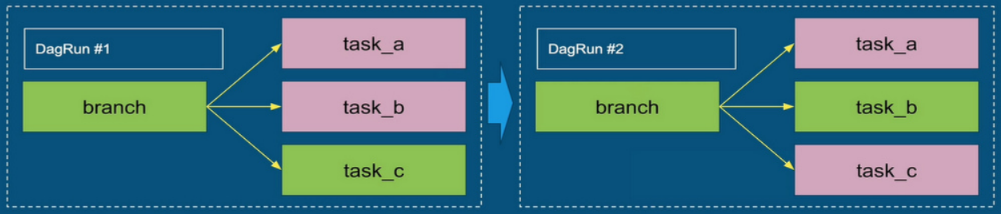 DagRun #1
branch
task_a
task_b
task_c
DagRun #2
branch
task_a
task_b
task_c